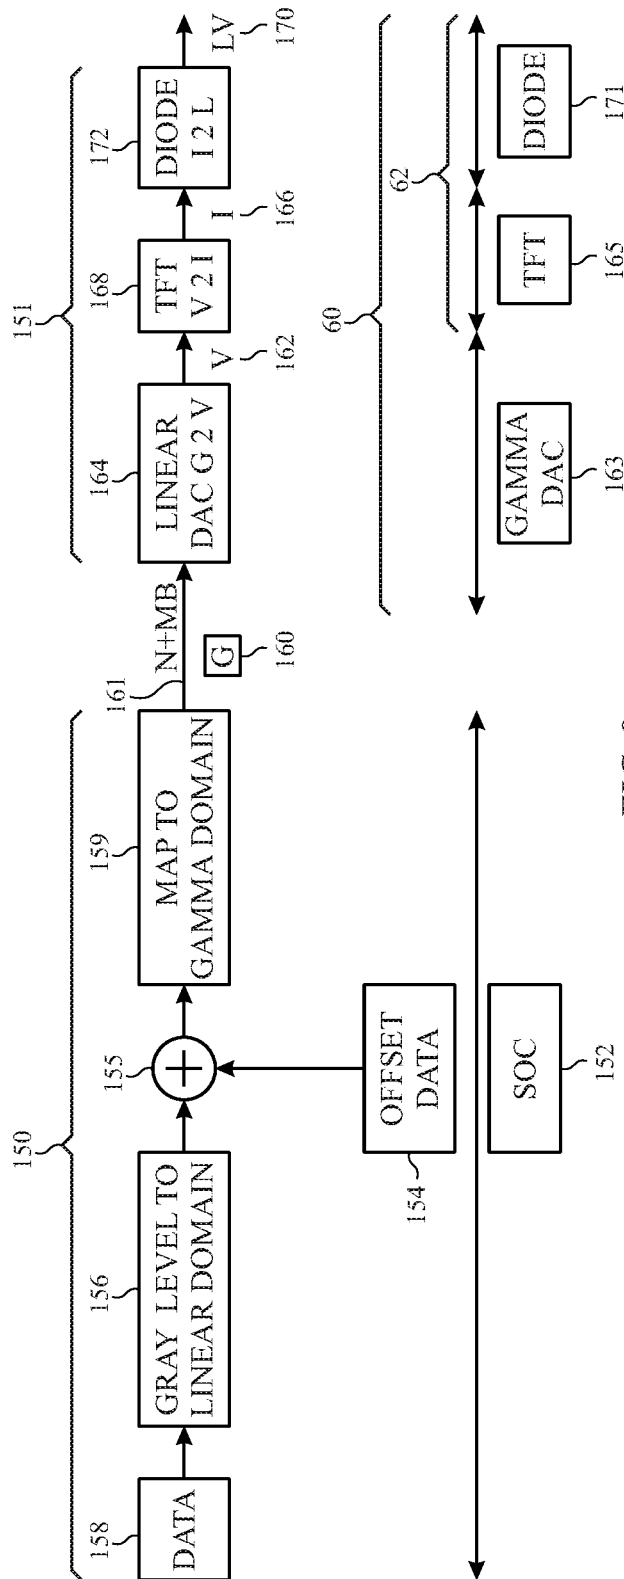 150
151
158
156
155
159
161
164
168
172
DATA
GRAY LEVEL TO
LINEAR DOMAIN
+
MAP TO
GAMMA DOMAIN
N+MB
LINEAR
DAC G 2 V
TFT
V 2 I
DIODE
I 2 L
G
160
V
162
I
166
LV
170
60
62
154
OFFSET
DATA
SOC
152
GAMMA
DAC
163
TFT
165
DIODE
171
FIG.